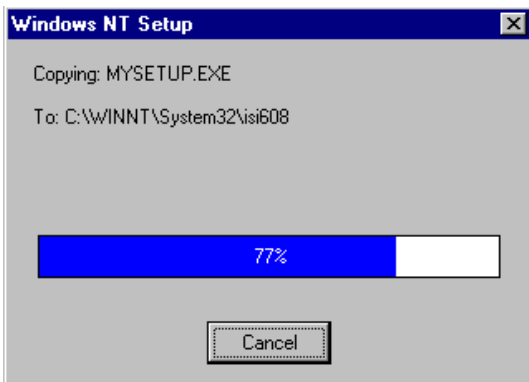 Windows NT Setup
Copying: MYSETUP.EXE
To: C:\WINNT\System32\isi608
77%
Cancel